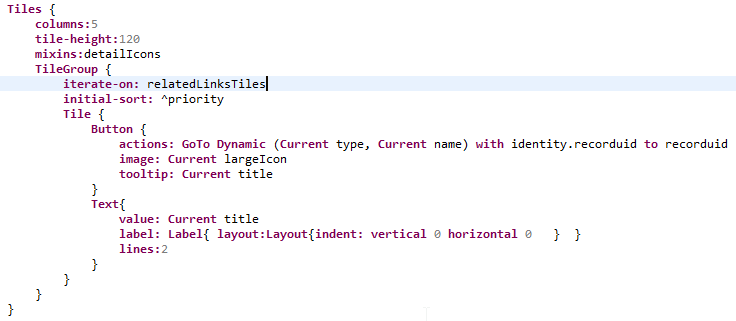 Tiles {
    columns:5
    tile-height:120
    mixins:detailIcons
    TileGroup {
        iterate-on: relatedLinksTiles
        initial-sort: ^priority
        Tile {
            Button {
                actions: GoTo Dynamic (Current type, Current name) with identity.recorduid to recorduid
                image: Current largeIcon
                tooltip: Current title
            }
            Text{
                value: Current title
                label: Label{ layout:Layout{indent: vertical 0 horizontal 0   }  }
                lines:2
            }
        }
    }
}